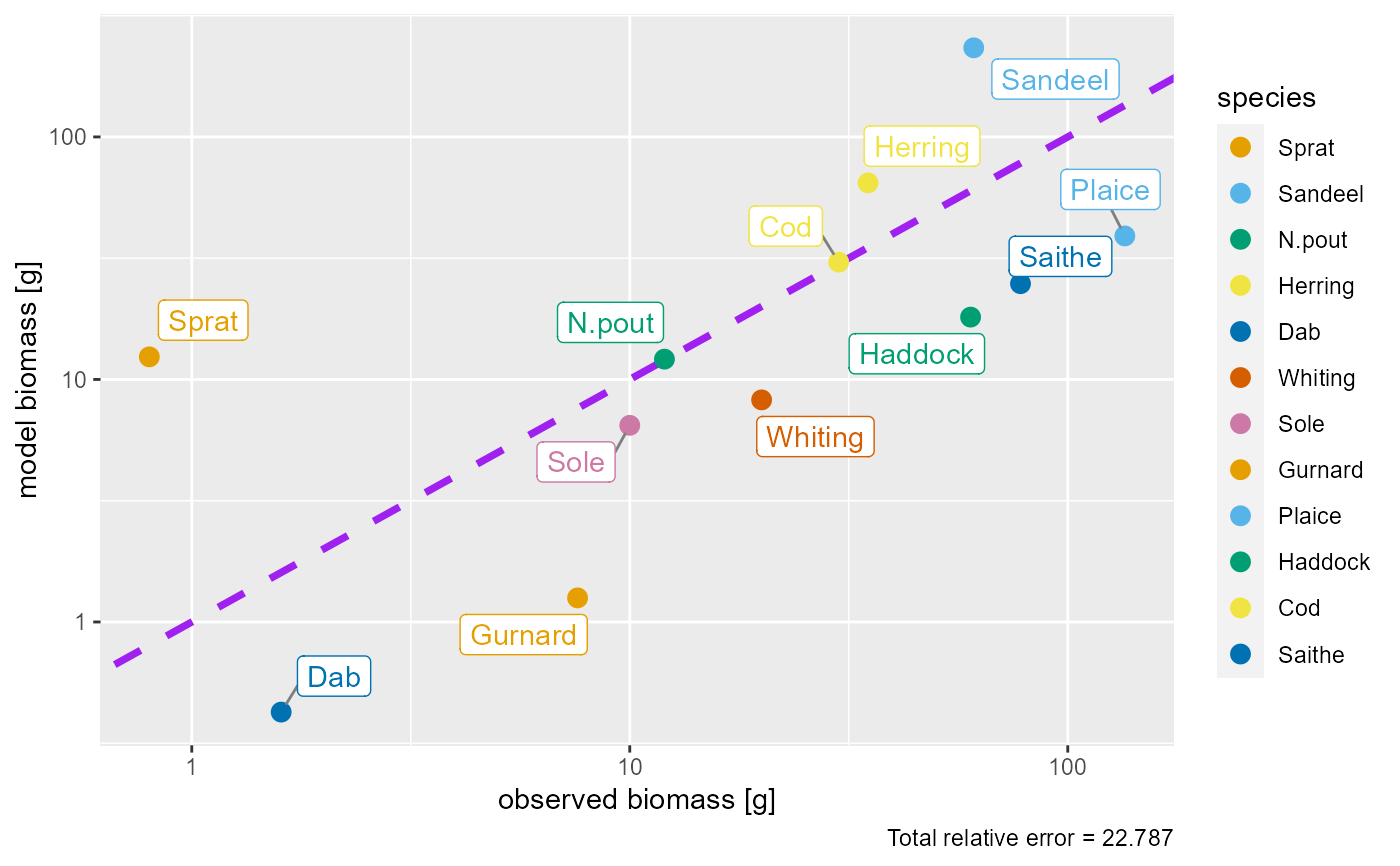 model biomass [g]
100
10
1
Sandeel
Herring
Plaice
Cod
Saithe
Sprat
N.pout
Haddock
Whiting
Sole
Gurnard
Dab
1
10
100
observed biomass [g]
Total relative error = 22.787
species
Sprat
Sandeel
N.pout
Herring
Dab
Whiting
Sole
Gurnard
Plaice
Haddock
Cod
Saithe